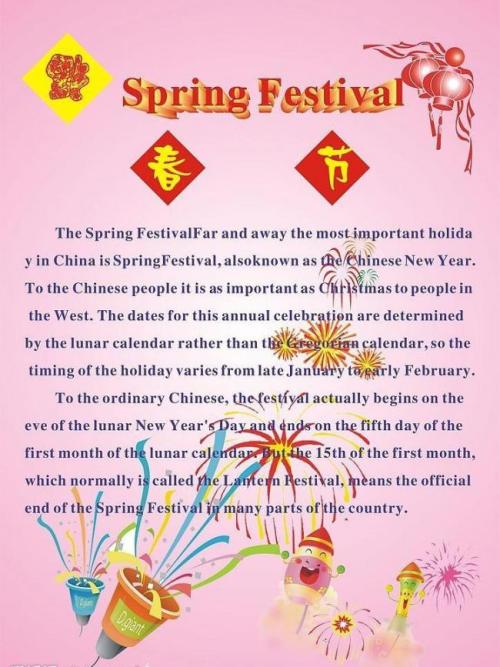 Spring Festival
春 节
The Spring FestivalFar and away the most important holida
y in China is SpringFestival, alsoknown as the Chinese New Year.
To the Chinese people it is as important as Christmas to people in
the West. The dates for this annual celebration are determined
by the lunar calendar rather than the Gregorian calendar, so the
timing of the holiday varies from late January to early February.
To the ordinary Chinese, the festival actually begins on the
eve of the lunar New Year's Day and ends on the fifth day of the
first month of the lunar calendar. But the 15th of the first month,
which normally is called the Lantern Festival, means the official
end of the Spring Festival in many parts of the country.
D.giant
D.giant